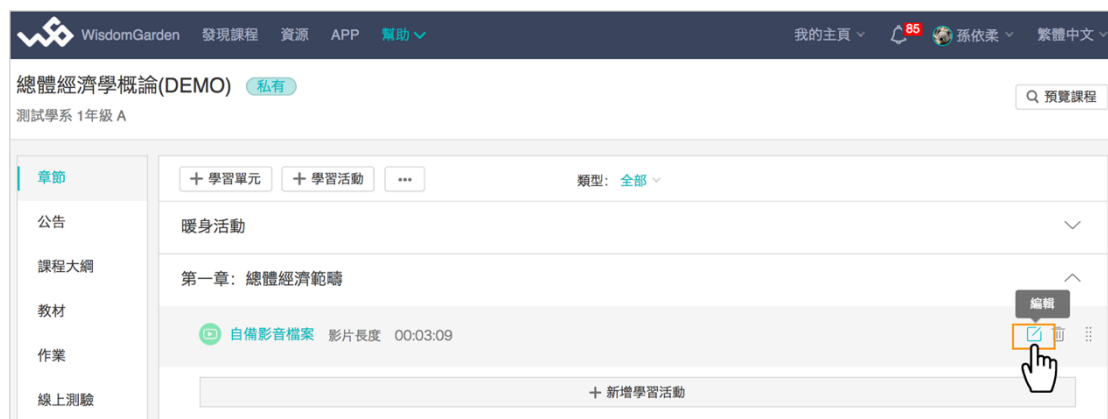 WisdomGarden 發現課程 資源 APP 幫助 我的主頁 85 孫依柔 繁體中文
總體經濟學概論(DEMO) 私有
測試學系 1年級 A
預覽課程
章節
公告
課程大綱
教材
作業
線上測驗
+ 學習單元 + 學習活動 ••• 類型: 全部
暖身活動
第一章: 總體經濟範疇
編輯
自備影音檔案 影片長度 00:03:09
+ 新增學習活動